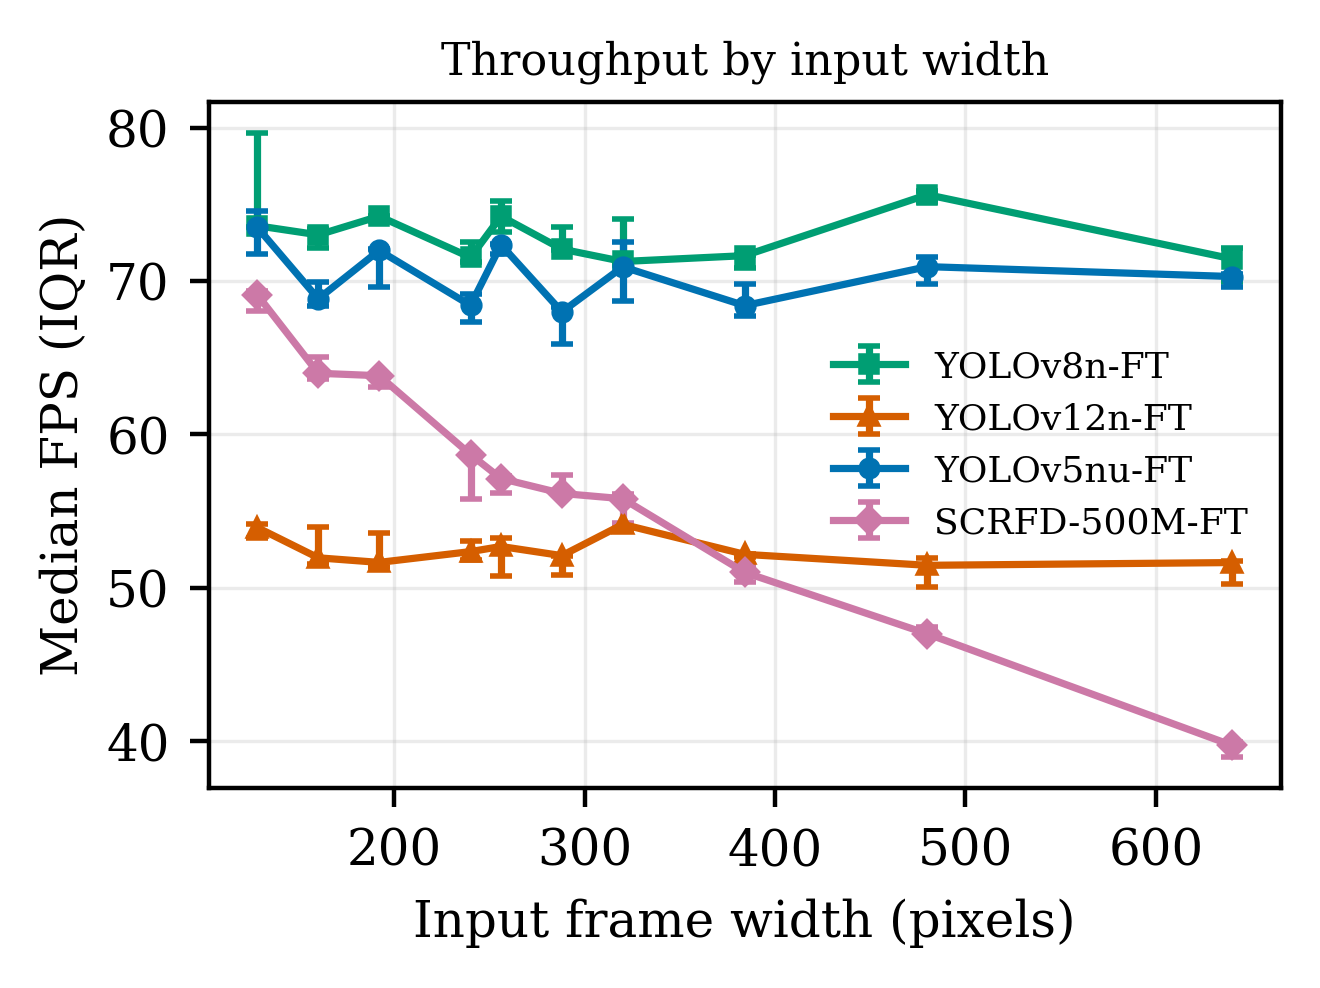 Throughput by input width
Median FPS (IQR)
80
70
60
50
40
YOLOv8n-FT
YOLOv12n-FT
YOLOv5nu-FT
SCRFD-500M-FT
200 300 400 500 600
Input frame width (pixels)